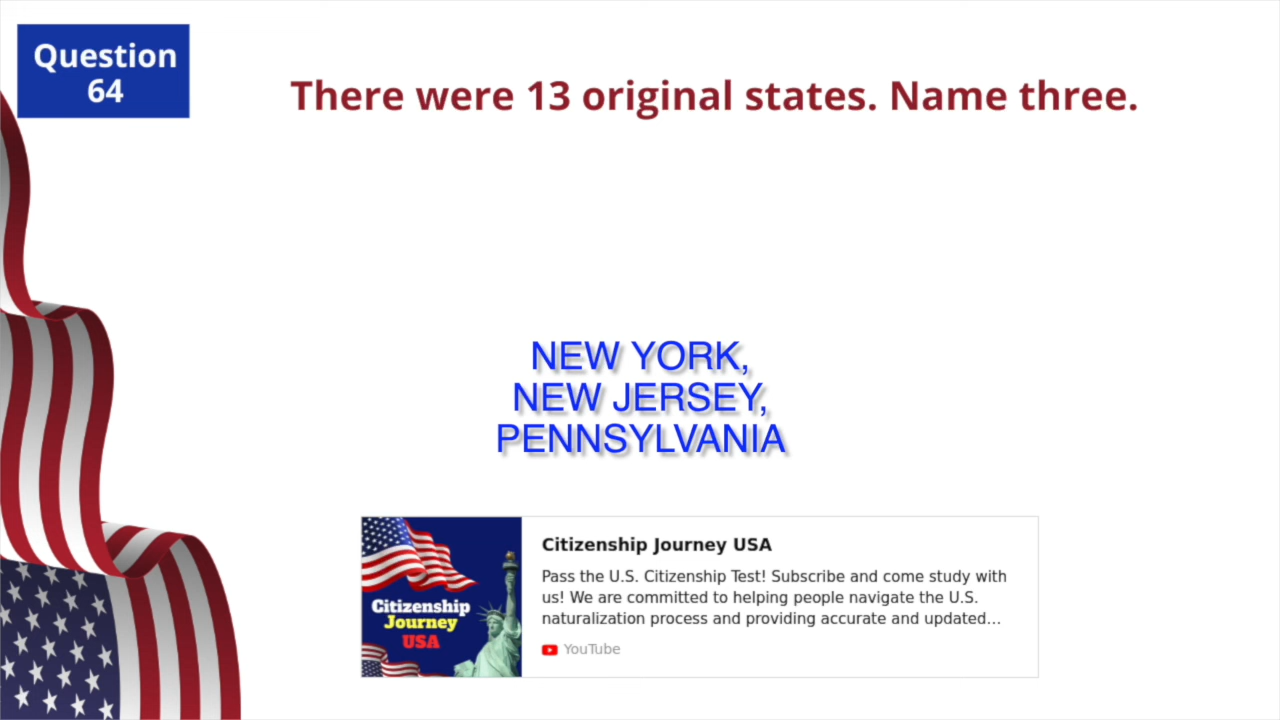 Question
64
There were 13 original states. Name three.
NEW YORK,
NEW JERSEY,
PENNSYLVANIA
Citizenship Journey USA
Pass the U.S. Citizenship Test! Subscribe and come study with
us! We are committed to helping people navigate the U.S.
naturalization process and providing accurate and updated...
YouTube
Citizenship
Journey
USA